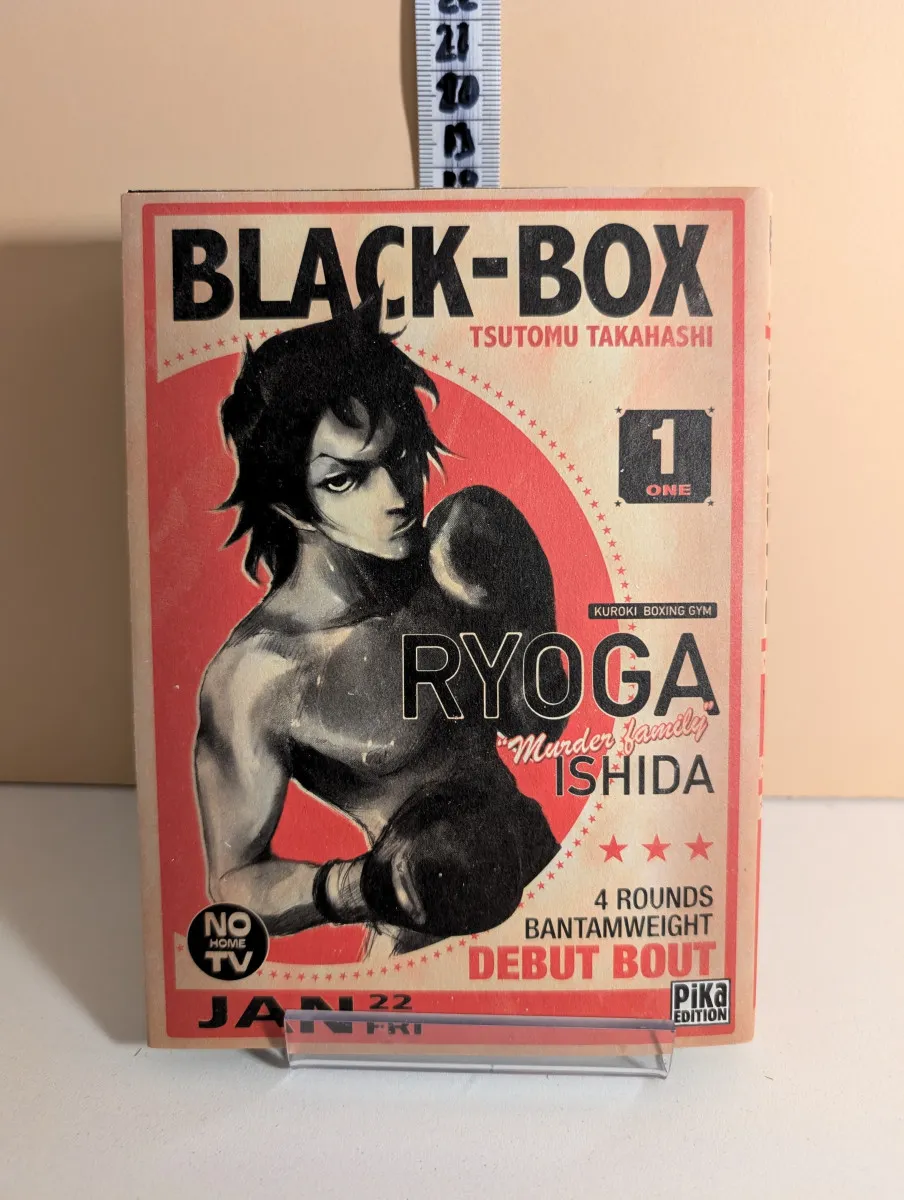 22
21
20
19
BLACK-BOX
TSUTOMU TAKAHASHI
1
ONE
KUROKI BOXING GYM
RYOGA
"Murder family"
ISHIDA
4 ROUNDS
BANTAMWEIGHT
DEBUT BOUT
NO
HOME
TV
JAN 22
FRI
PiKa
EDITION